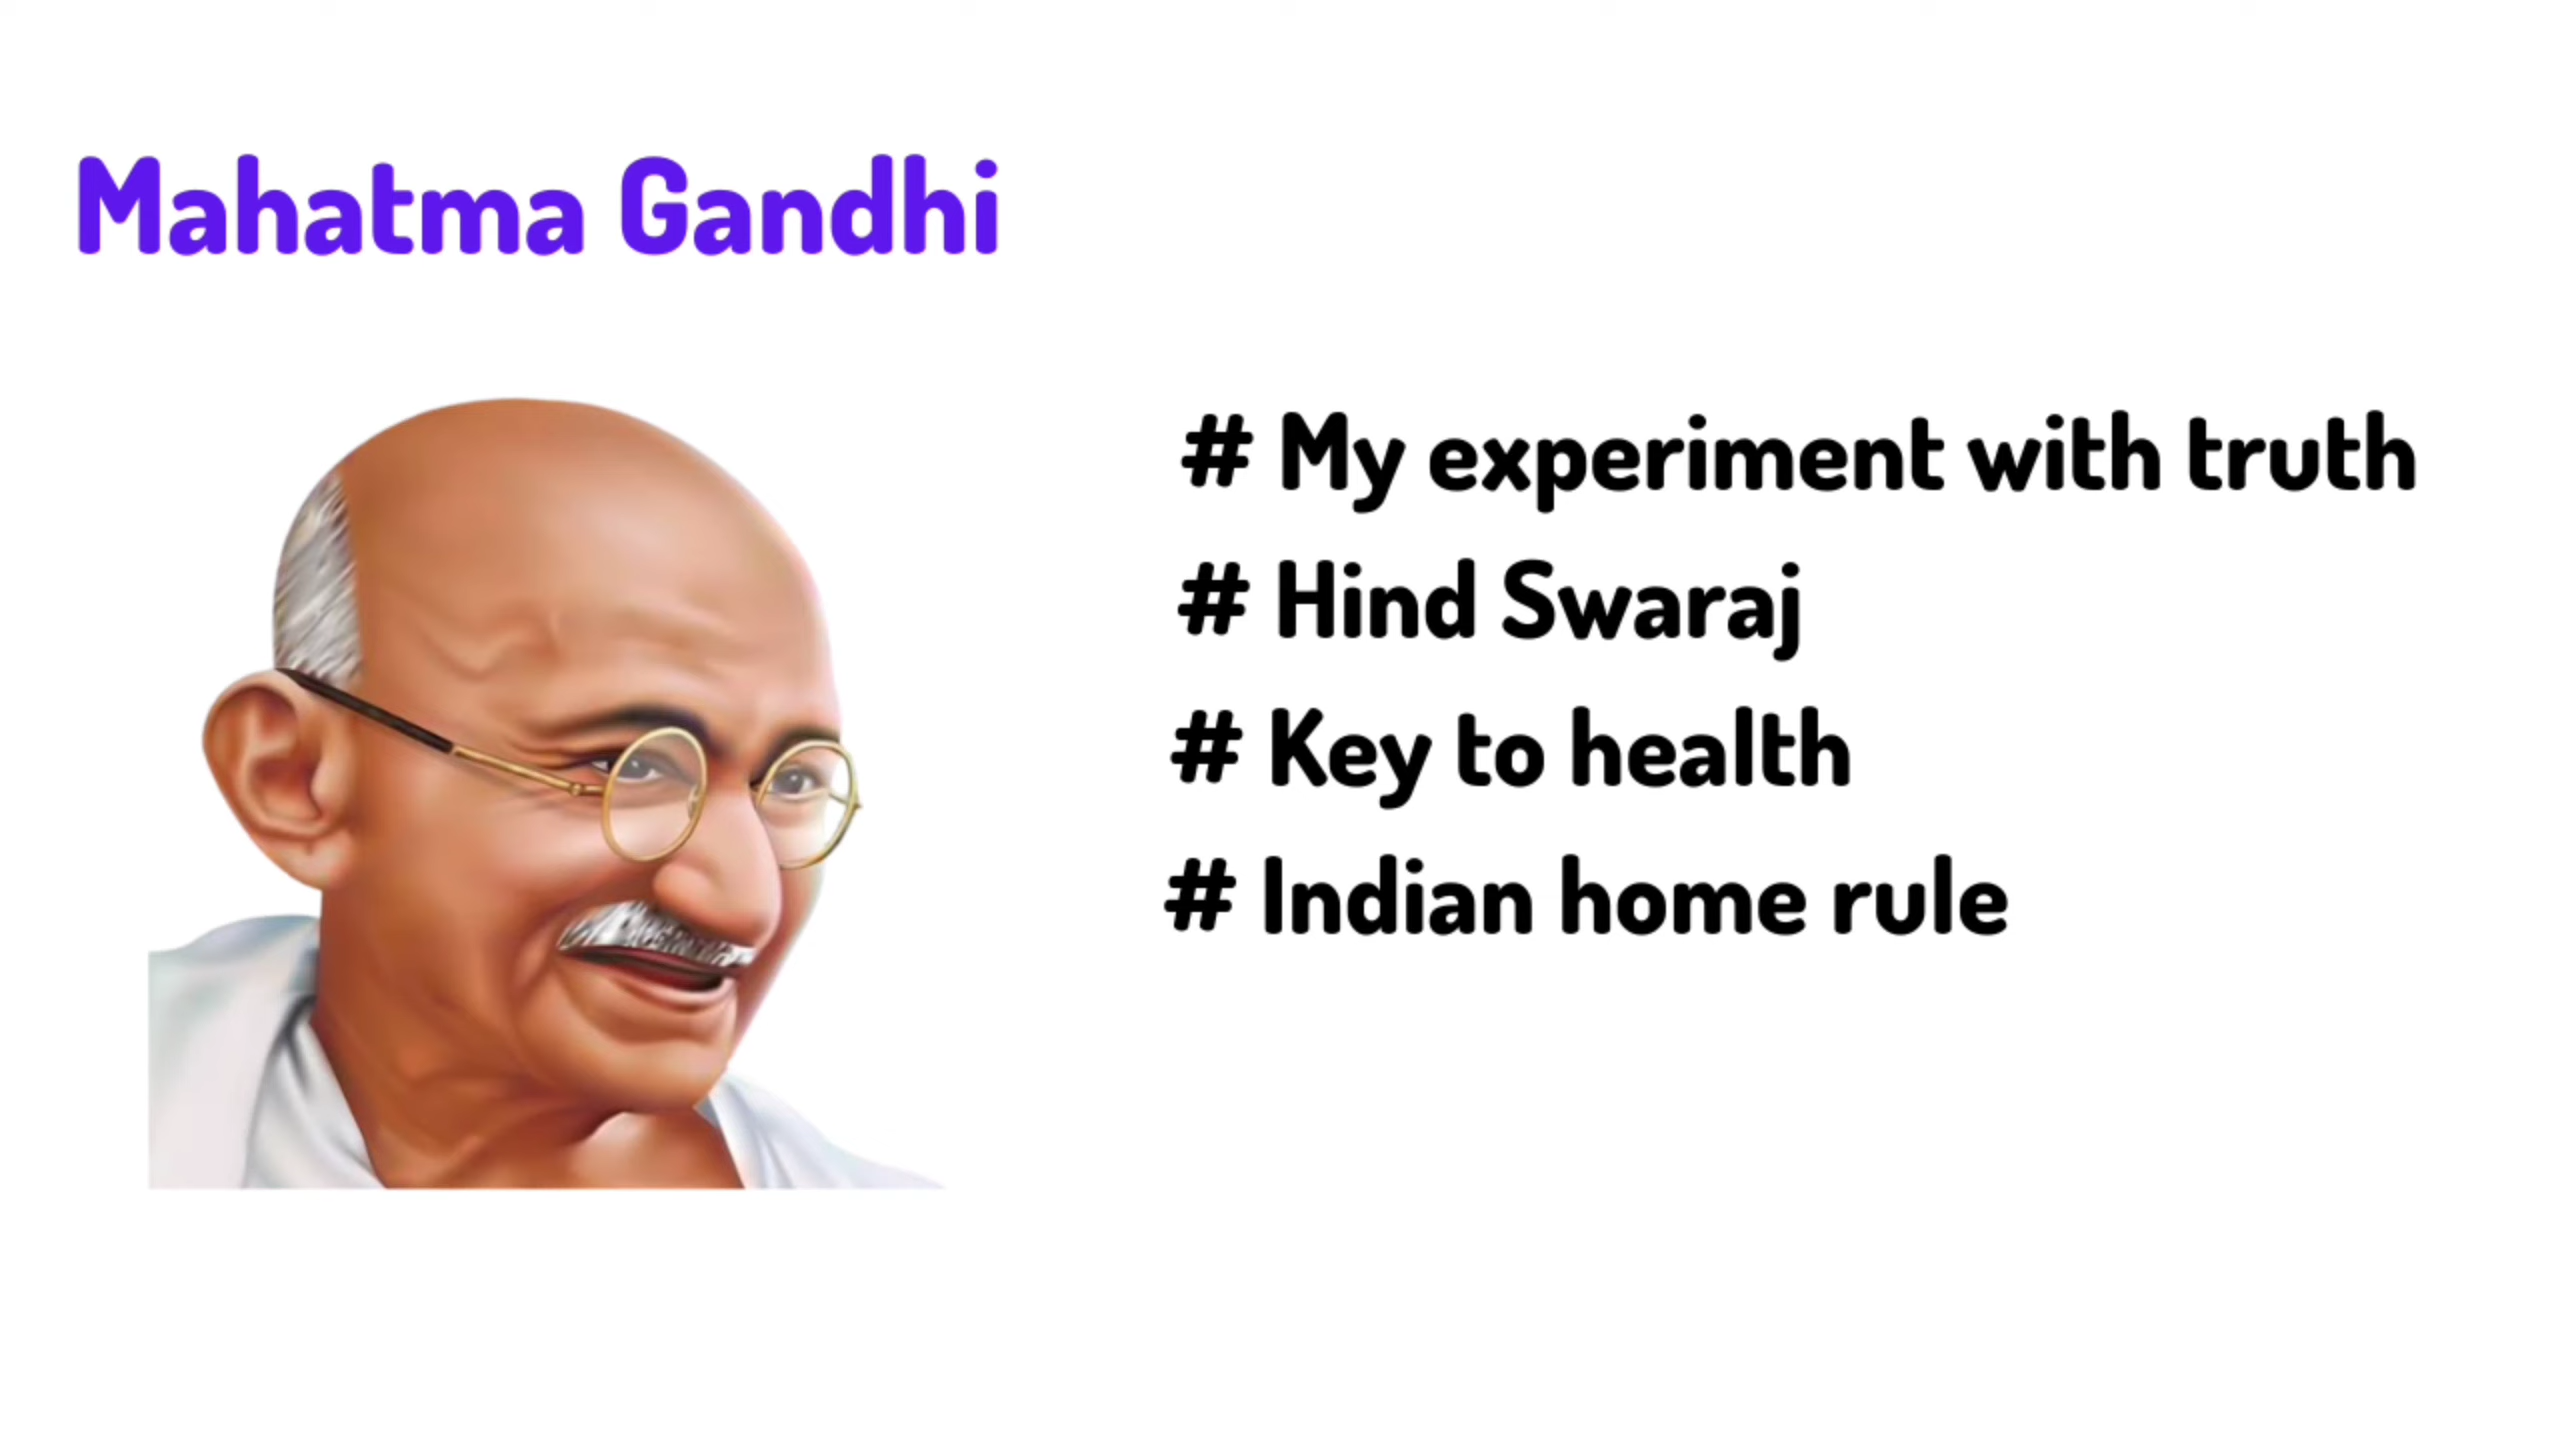 Mahatma Gandhi
# My experiment with truth
# Hind Swaraj
# Key to health
# Indian home rule